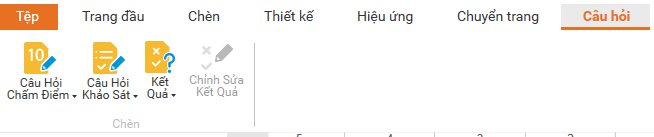 Tệp Trang đầu Chèn Thiết kế Hiệu ứng Chuyển trang Câu hỏi
10
Câu Hỏi Câu Hỏi Kết Chỉnh Sửa
Chấm Điểm Khảo Sát Quả Kết Quả
Chèn